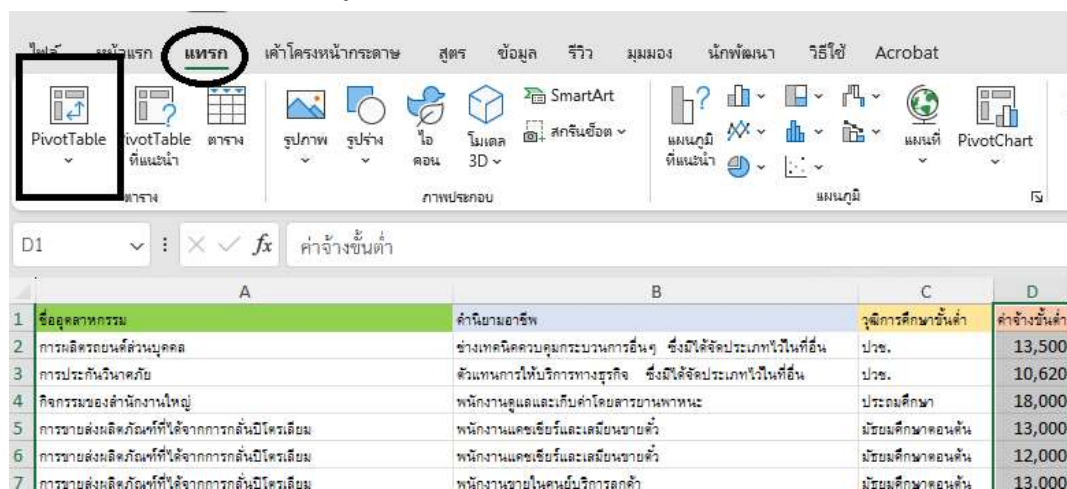 ไฟล์ หน้าแรก แทรก เค้าโครงหน้ากระดาษ สูตร ข้อมูล รีวิว มุมมอง นักพัฒนา วิธีใช้ Acrobat
PivotTable
PivotTable
ที่แนะนำ
ตาราง
ตาราง
รูปภาพ
รูปร่าง
ไอ
คอน
โมเดล
3D
SmartArt
สกรีนช็อต
ภาพประกอบ
แผนภูมิ
ที่แนะนำ
แผนที่
PivotChart
แผนภูมิ
D1 fx ค่าจ้างขั้นต่ำ
A B C D
1 ชื่ออุตสาหกรรม คำนิยามอาชีพ วุฒิการศึกษาขั้นต่ำ ค่าจ้างขั้นต่ำ
2 การผลิตรถยนต์ส่วนบุคคล ช่างเทคนิคควบคุมกระบวนการอื่นๆ ซึ่งมิได้จัดประเภทไว้ในที่อื่น ปวช. 13,500
3 การประกันวินาศภัย ตัวแทนการให้บริการทางธุรกิจ ซึ่งมิได้จัดประเภทไว้ในที่อื่น ปวช. 10,620
4 กิจกรรมของสำนักงานใหญ่ พนักงานดูแลและเก็บค่าโดยสารยานพาหนะ ประถมศึกษา 18,000
5 การขายส่งผลิตภัณฑ์ที่ได้จากการกลั่นปิโตรเลียม พนักงานแคชเชียร์และเสมียนขายตั๋ว มัธยมศึกษาตอนต้น 13,000
6 การขายส่งผลิตภัณฑ์ที่ได้จากการกลั่นปิโตรเลียม พนักงานแคชเชียร์และเสมียนขายตั๋ว มัธยมศึกษาตอนต้น 12,000
7 การขายส่งผลิตภัณฑ์ที่ได้จากการกลั่นปิโตรเลียม พนักงานขายในศูนย์บริการลูกค้า มัธยมศึกษาตอนต้น 13,000